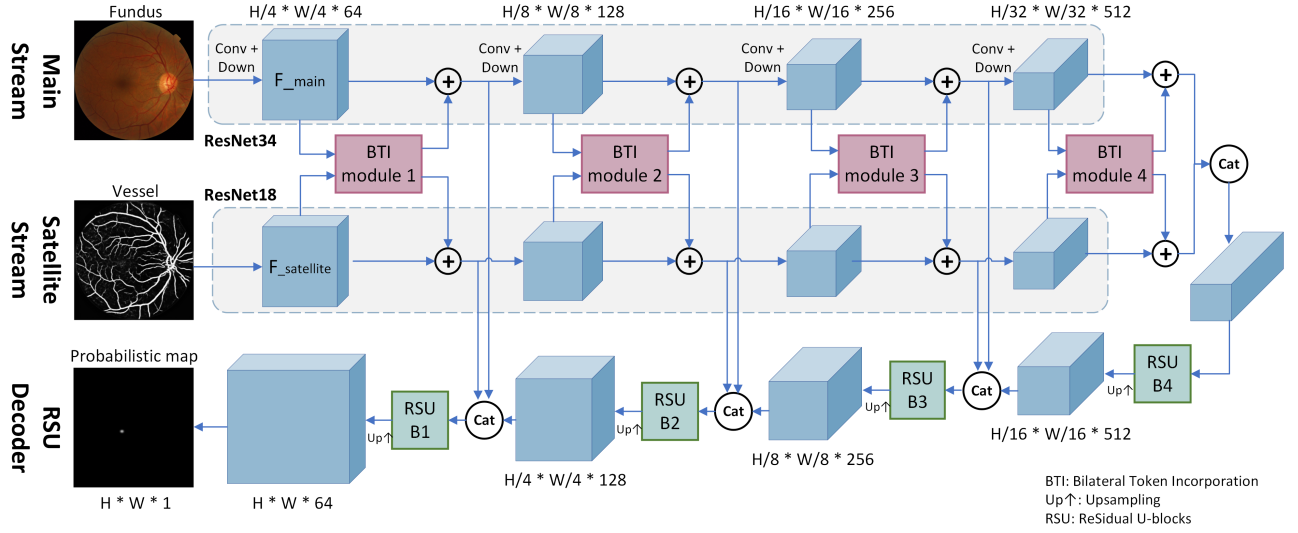 Fundus
H/4 * W/4 * 64
H/8 * W/8 * 128
H/16 * W/16 * 256
H/32 * W/32 * 512
Main
Stream
Conv +
Down
F_main
Conv +
Down
Conv +
Down
Conv +
Down
ResNet34
BTI
module 1
BTI
module 2
BTI
module 3
BTI
module 4
Cat
Vessel
ResNet18
Satellite
Stream
F_satellite
Probabilistic map
RSU
Decoder
Up↑
RSU
B1
Cat
Up↑
RSU
B2
Cat
Up↑
RSU
B3
Cat
Up↑
RSU
B4
H/16 * W/16 * 512
H/8 * W/8 * 256
H/4 * W/4 * 128
H * W * 64
H * W * 1
BTI: Bilateral Token Incorporation
Up↑: Upsampling
RSU: ReSidual U-blocks